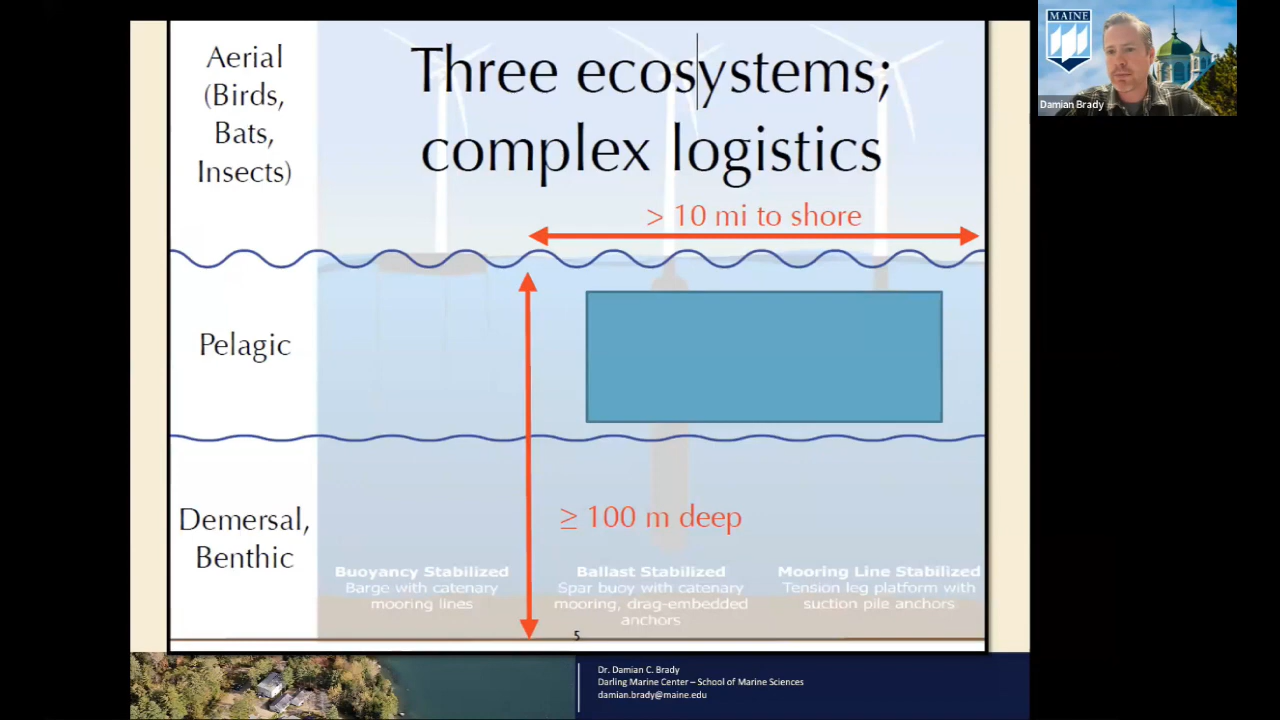 Aerial
(Birds,
Bats,
Insects)
Three ecosystems;
complex logistics
> 10 mi to shore
Pelagic
Demersal,
Benthic
≥ 100 m deep
Buoyancy Stabilized
Barge with catenary
mooring lines
Ballast Stabilized
Spar buoy with catenary
mooring, drag-embedded
anchors
Mooring Line Stabilized
Tension leg platform with
suction pile anchors
5
Dr. Damian C. Brady
Darling Marine Center – School of Marine Sciences
damian.brady@maine.edu
MAINE
Damian Brady